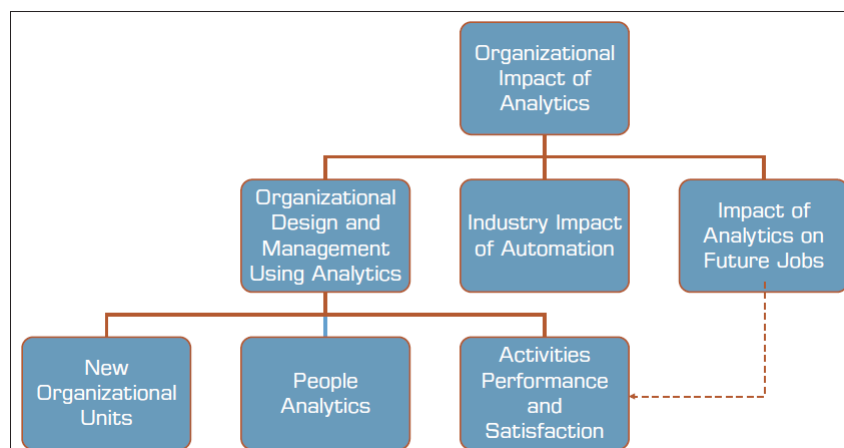 Organizational
Impact of
Analytics
Organizational
Design and
Management
Using Analytics
Industry Impact
of Automation
Impact of
Analytics on
Future Jobs
New
Organizational
Units
People
Analytics
Activities
Performance
and
Satisfaction